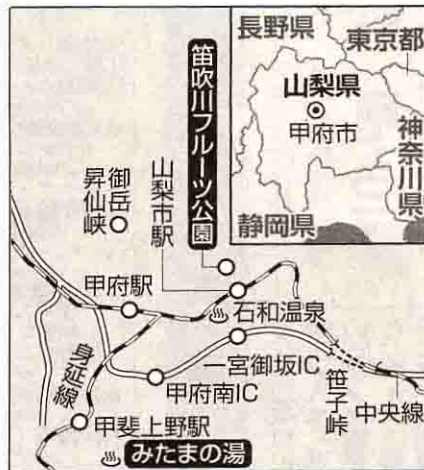 長野県
東京都
山梨県
甲府市
神奈川県
静岡県
笛吹川フルーツ公園
山梨市駅
御岳
昇仙峡
甲府駅
石和温泉
一宮御坂IC
身延線
甲府南IC
笹子峠
中央線
甲斐上野駅
みたまの湯